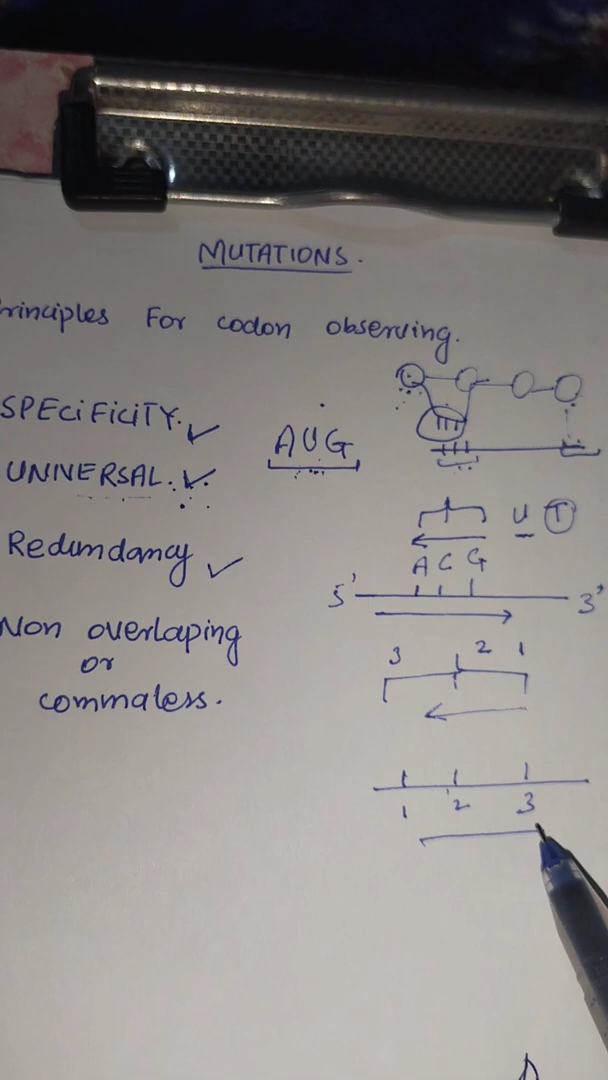 MUTATIONS.
rinciples For codon observing.
SPECiFiCiTY.
AUG
UNIVERSAL.
Redundancy
U T
A C G
5' 3'
Non overlaping
or
commaless.
3 2 1
1 2 3